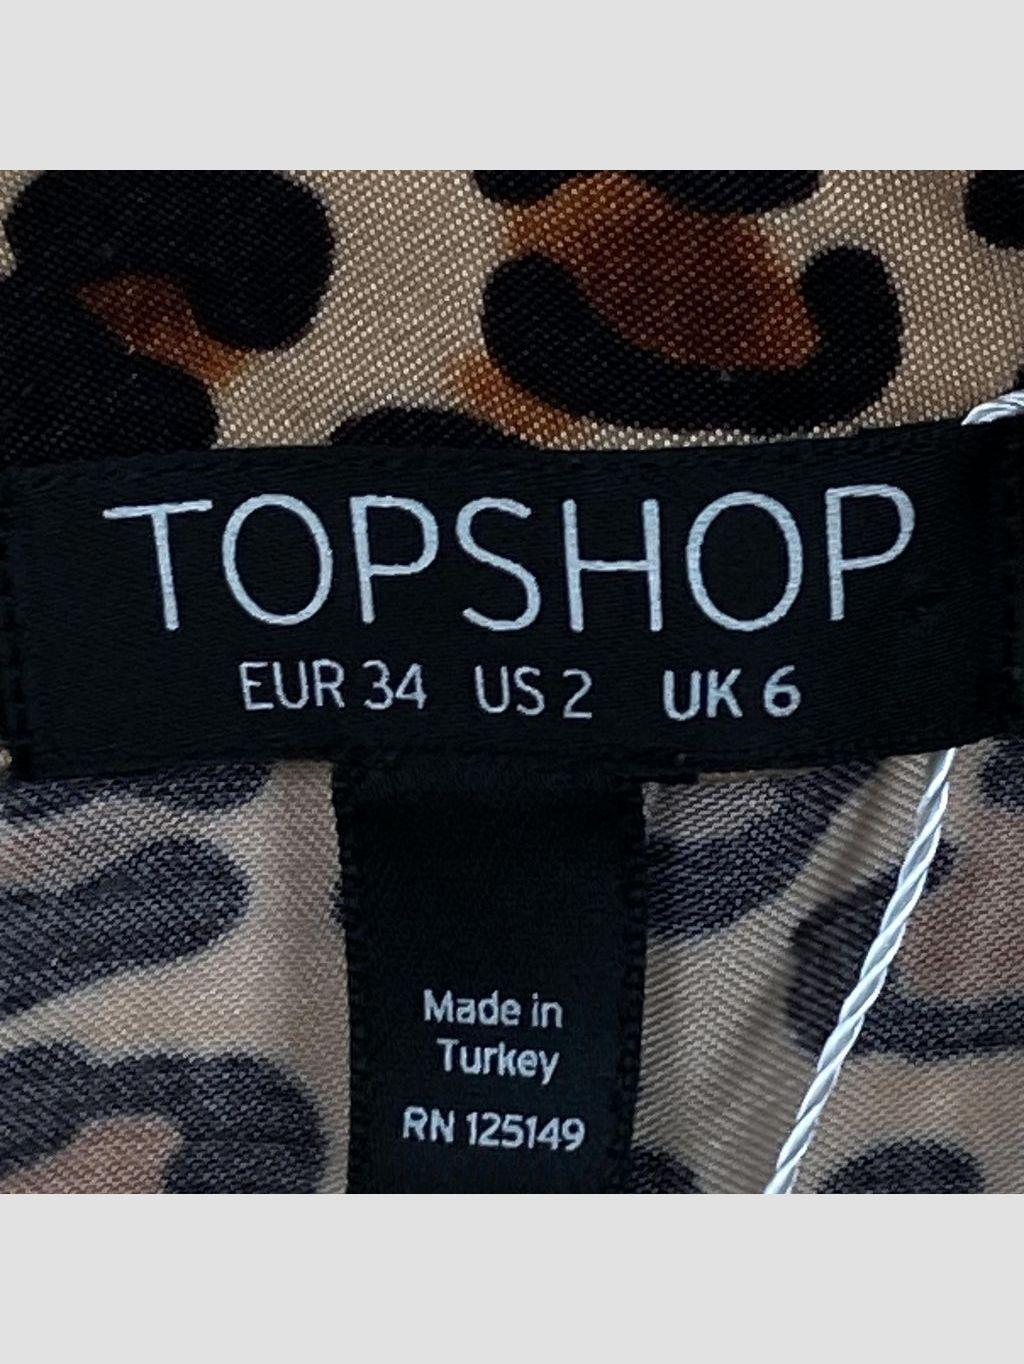 TOPSHOP
EUR 34 US 2 UK 6
Made in
Turkey
RN 125149